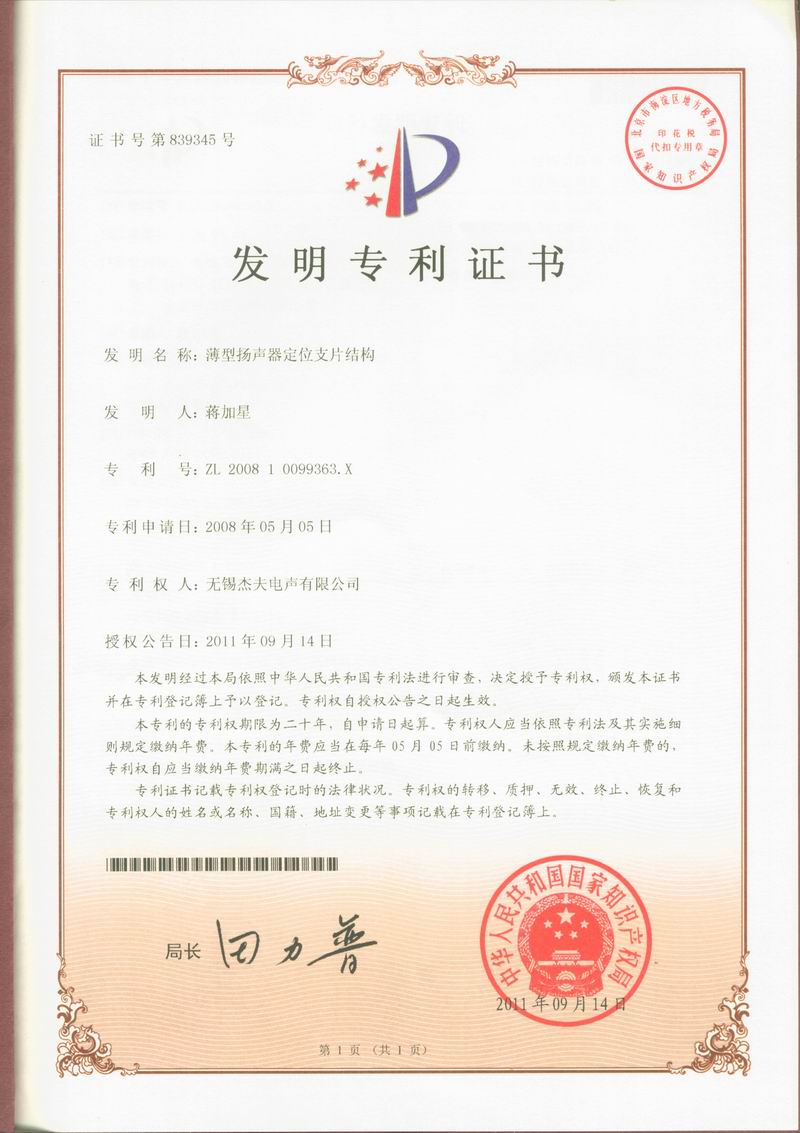 证书号第839345号
北京市海淀区地方税务局
印花税
代扣专用章
国家知识产权局
发明专利证书
发明名称：薄型扬声器定位支片结构
发明人：蒋加星
专利号：ZL 2008 1 0099363.X
专利申请日：2008年05月05日
专利权人：无锡杰夫电声有限公司
授权公告日：2011年09月14日
本发明经过本局依照中华人民共和国专利法进行审查，决定授予专利权，颁发本证书
并在专利登记簿上予以登记。专利权自授权公告之日起生效。
本专利的专利权期限为二十年，自申请日起算。专利权人应当依照专利法及其实施细
则规定缴纳年费。本专利的年费应当在每年05月05日前缴纳。未按照规定缴纳年费的，
专利权自应当缴纳年费期满之日起终止。
专利证书记载专利权登记时的法律状况。专利权的转移、质押、无效、终止、恢复和
专利权人的姓名或名称、国籍、地址变更等事项记载在专利登记簿上。
局长 田力普
中华人民共和国国家知识产权局
2011年09月14日
第1页（共1页）